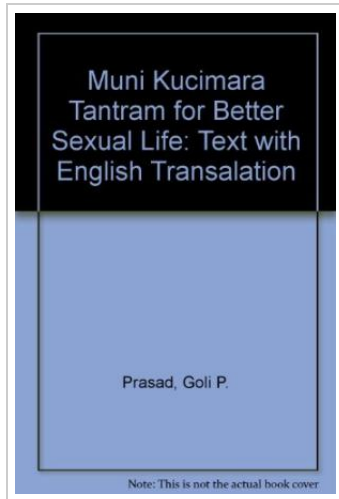 Muni Kucimara
Tantram for Better
Sexual Life: Text with
English Transalation
Prasad, Goli P.
Note: This is not the actual book cover